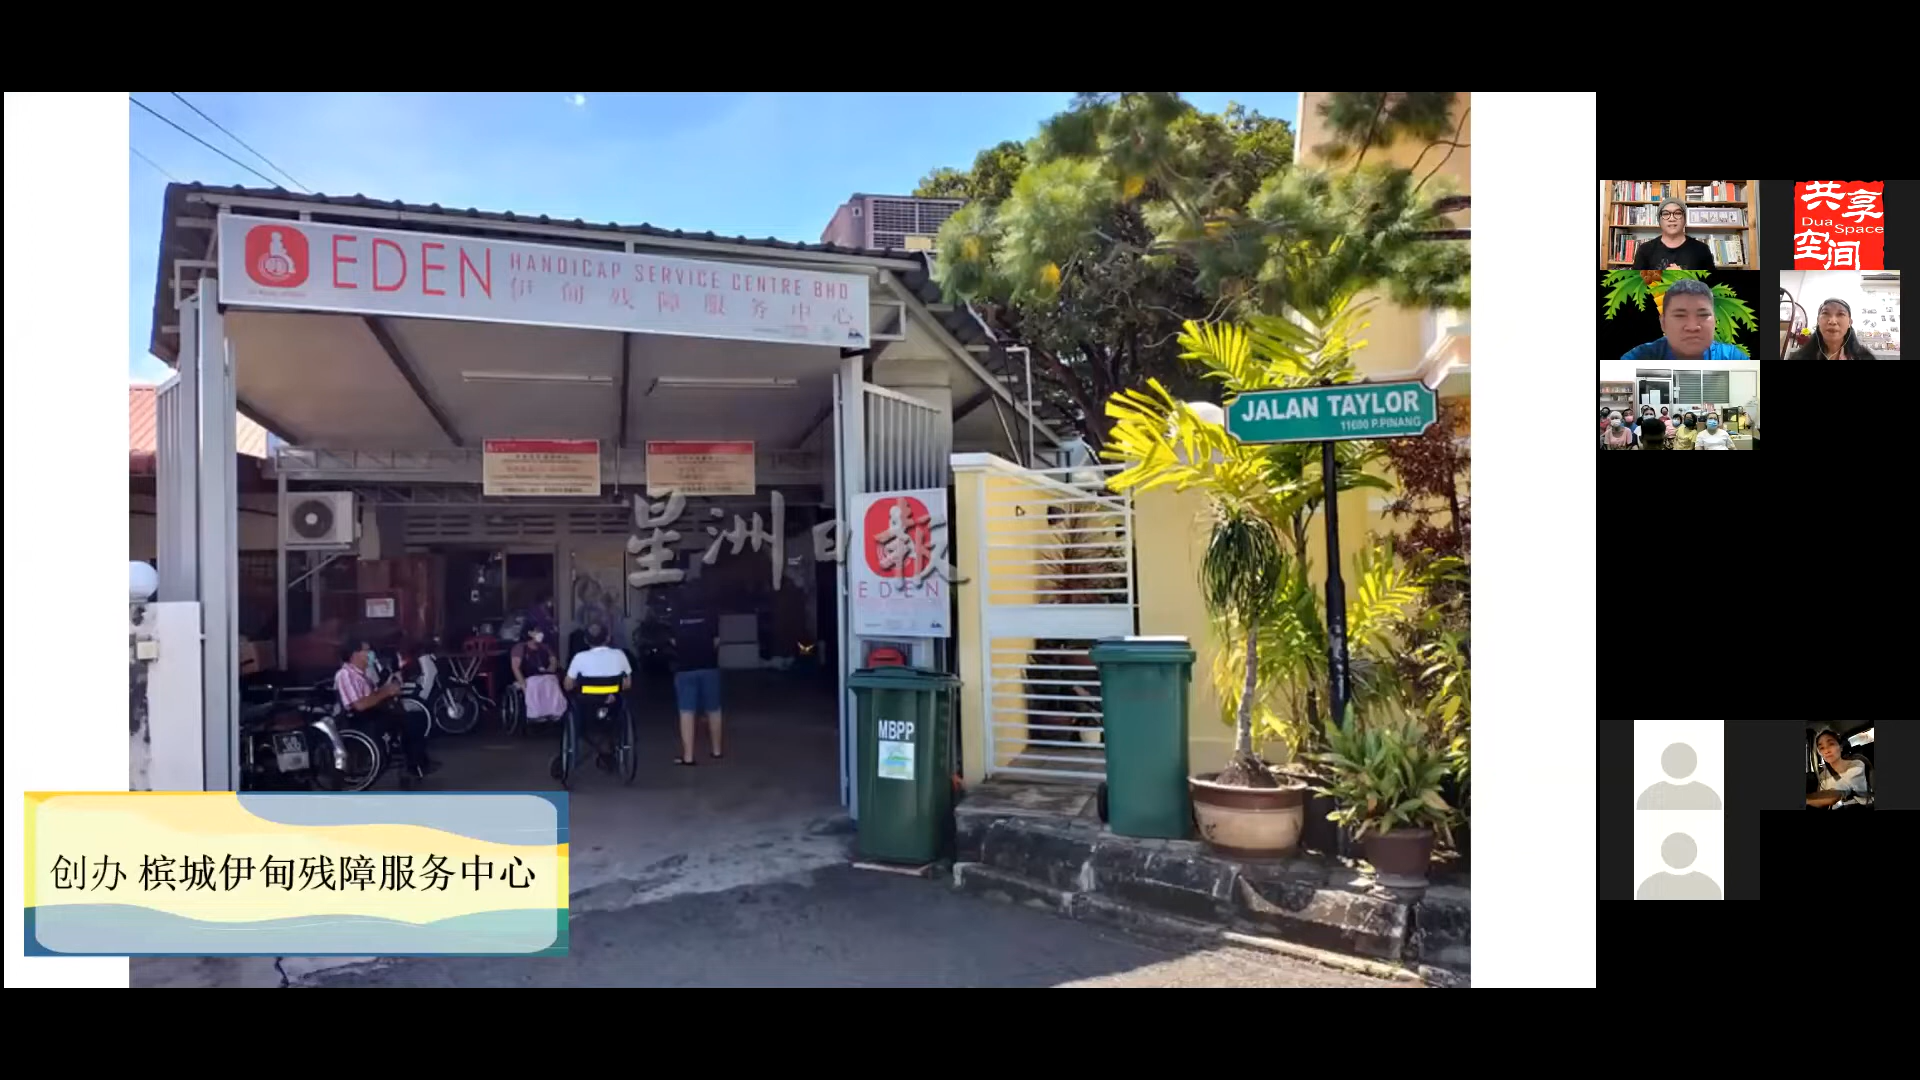 EDEN
HANDICAP SERVICE CENTRE BHD
伊甸残障服务中心
JALAN TAYLOR
11600 P.PINANG
星洲日報
EDEN
MBPP
创办 槟城伊甸残障服务中心
共享
Dua Space
空间